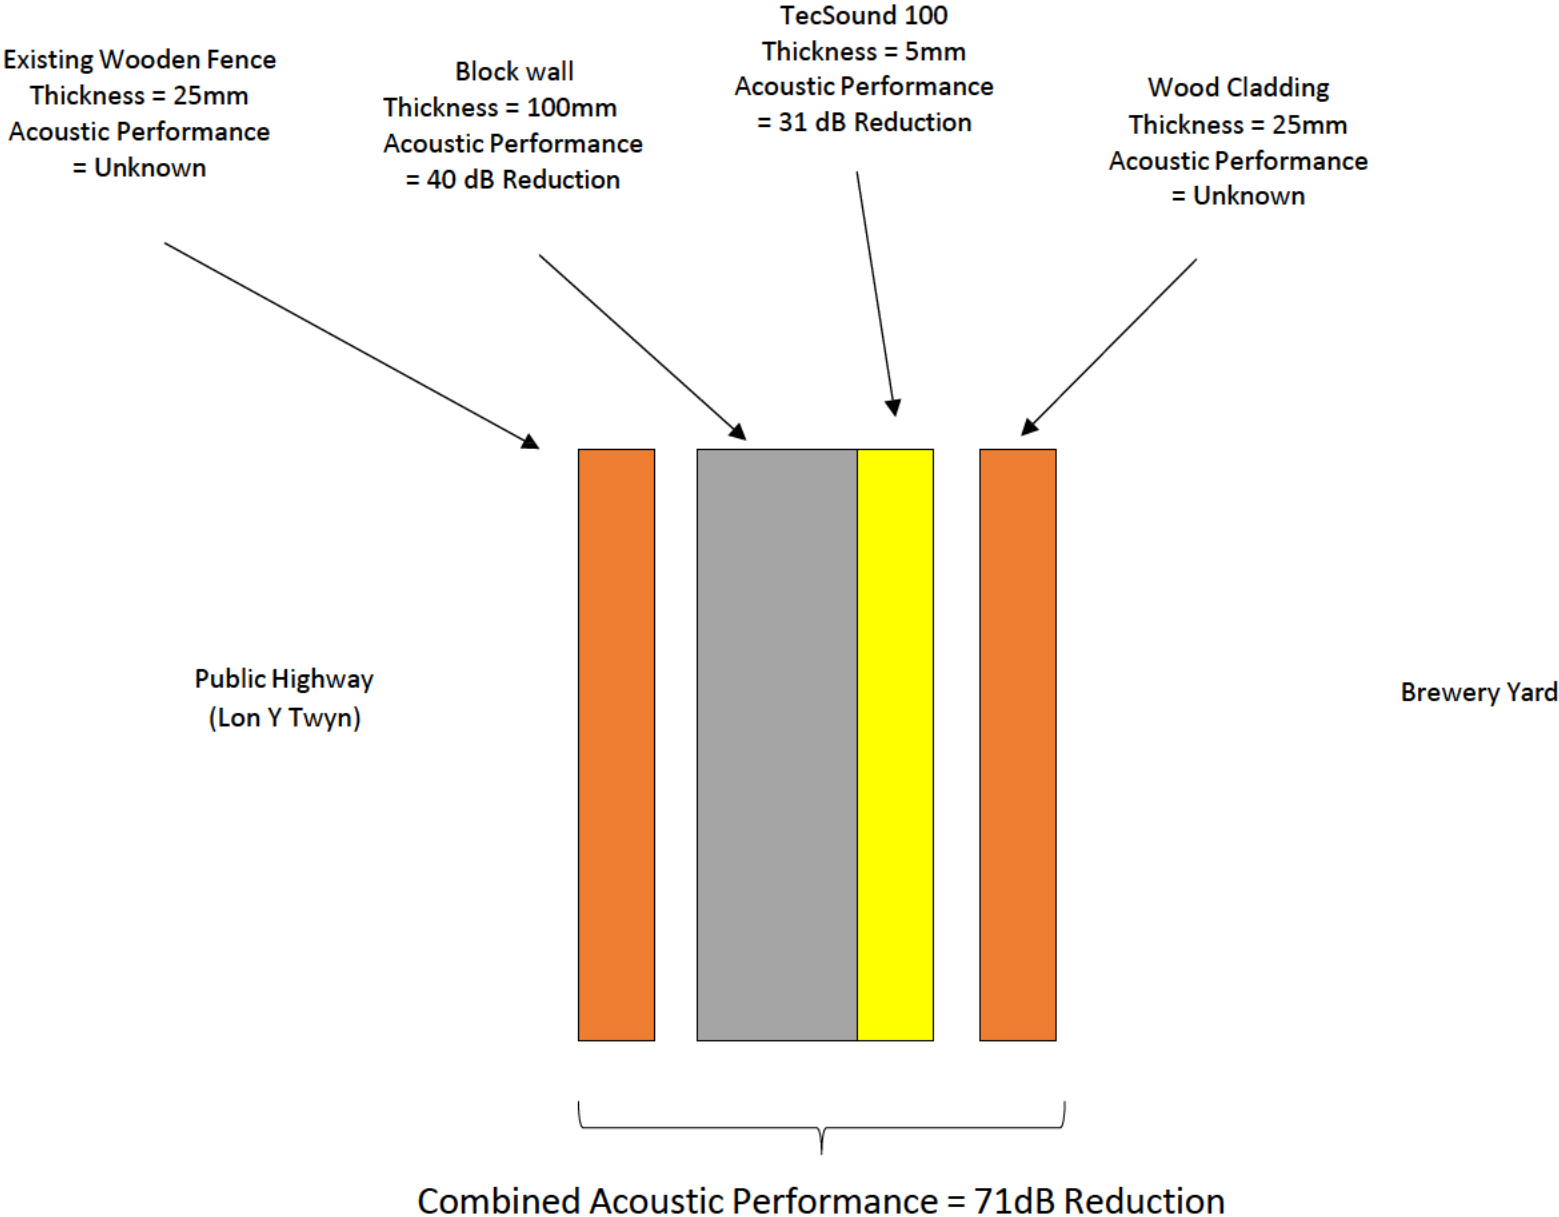 Existing Wooden Fence
Thickness = 25mm
Acoustic Performance
= Unknown
Block wall
Thickness = 100mm
Acoustic Performance
= 40 dB Reduction
TecSound 100
Thickness = 5mm
Acoustic Performance
= 31 dB Reduction
Wood Cladding
Thickness = 25mm
Acoustic Performance
= Unknown
Public Highway
(Lon Y Twyn)
Brewery Yard
Combined Acoustic Performance = 71dB Reduction